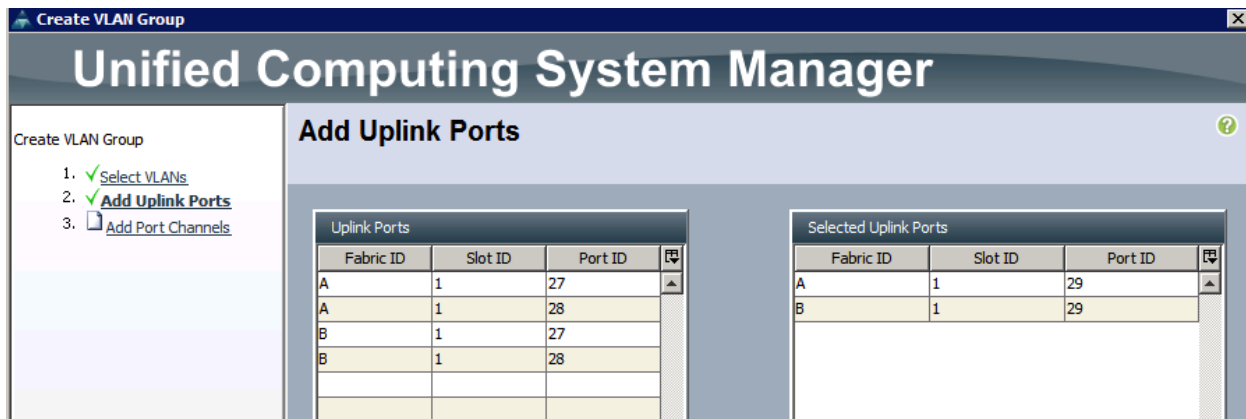 Create VLAN Group
Unified Computing System Manager
Create VLAN Group
1. Select VLANs
2. Add Uplink Ports
3. Add Port Channels
Add Uplink Ports
Uplink Ports
Fabric ID Slot ID Port ID
A 1 27
A 1 28
B 1 27
B 1 28
Selected Uplink Ports
Fabric ID Slot ID Port ID
A 1 29
B 1 29